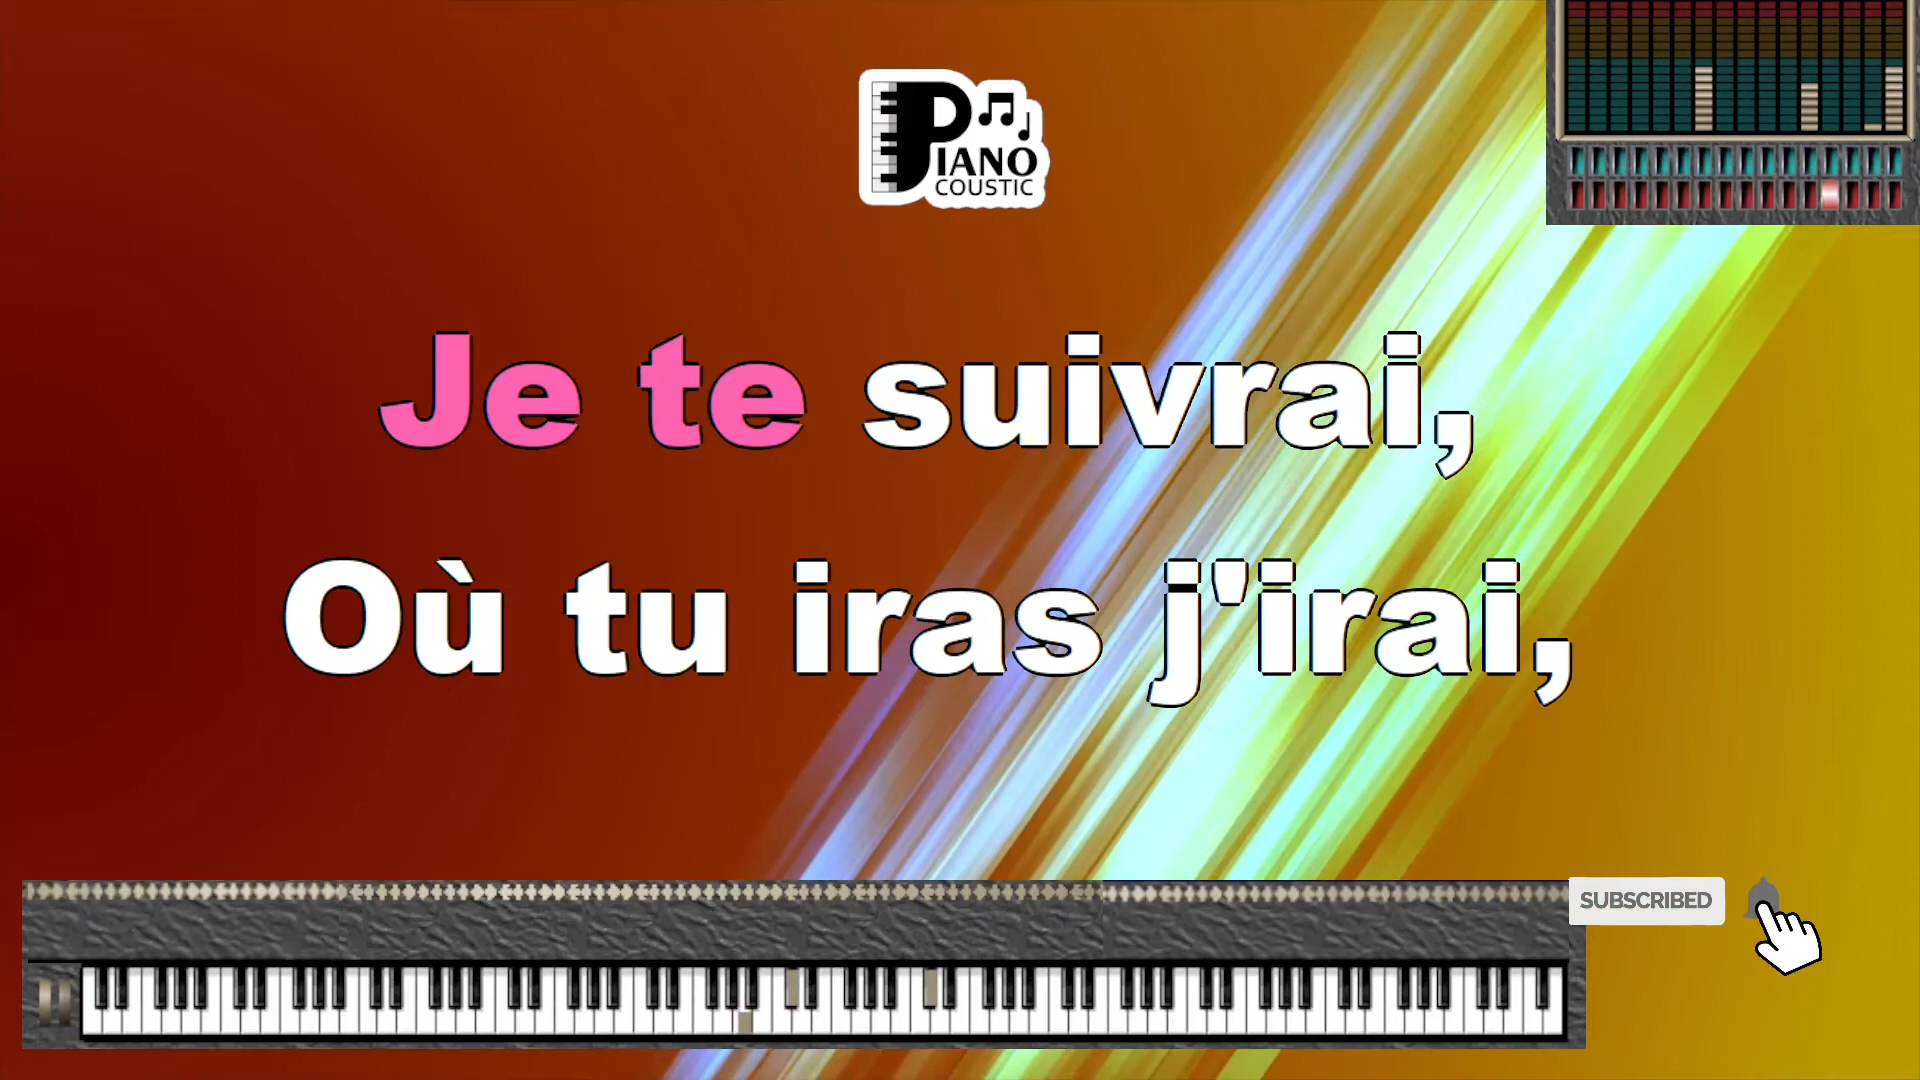 PIANO
COUSTIC
Je te suivrai,
Où tu iras j'irai,
SUBSCRIBED